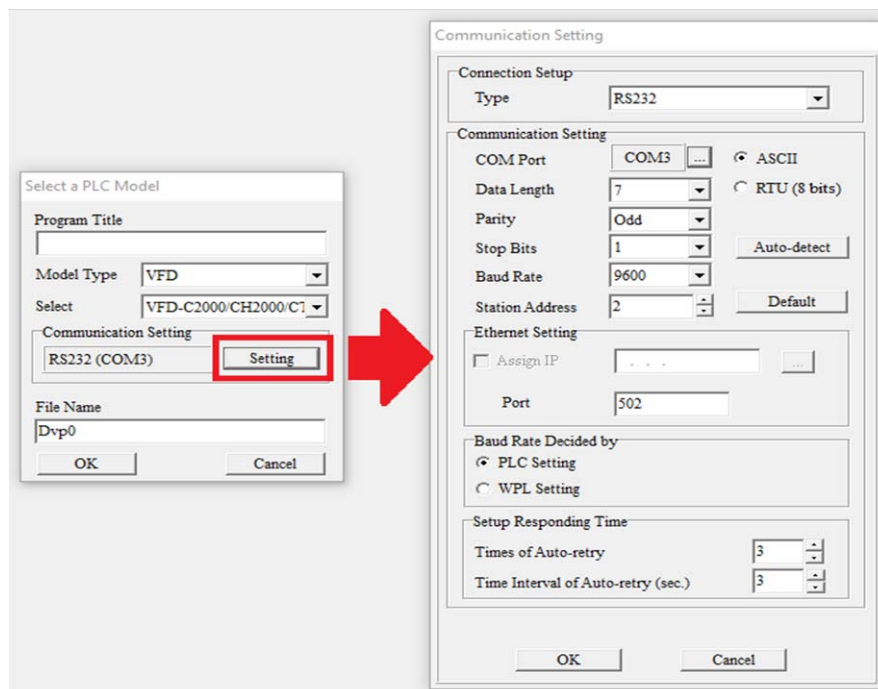 Select a PLC Model
Program Title
Model Type VFD
Select VFD-C2000/CH2000/CT
Communication Setting
RS232 (COM3) Setting
File Name
Dvp0
OK Cancel
Communication Setting
Connection Setup
Type RS232
Communication Setting
COM Port COM3 ... ASCII
Data Length 7 RTU (8 bits)
Parity Odd
Stop Bits 1 Auto-detect
Baud Rate 9600
Station Address 2 Default
Ethernet Setting
Assign IP . . . ...
Port 502
Baud Rate Decided by
PLC Setting
WPL Setting
Setup Responding Time
Times of Auto-retry 3
Time Interval of Auto-retry (sec.) 3
OK Cancel